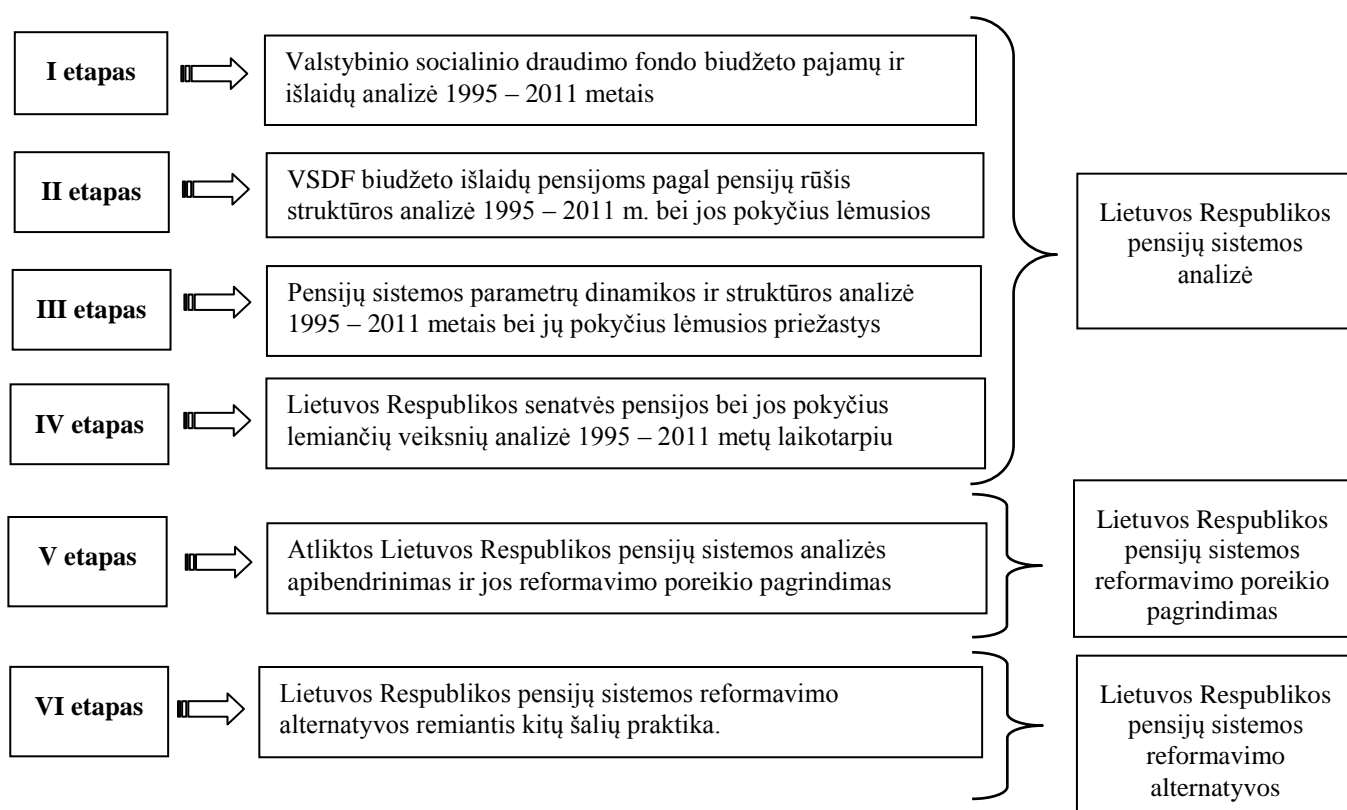 I etapas
Valstybinio socialinio draudimo fondo biudžeto pajamų ir
išlaidų analizė 1995 – 2011 metais
II etapas
VSDF biudžeto išlaidų pensijoms pagal pensijų rūšis
struktūros analizė 1995 – 2011 m. bei jos pokyčius lėmusios
III etapas
Pensijų sistemos parametrų dinamikos ir struktūros analizė
1995 – 2011 metais bei jų pokyčius lėmusios priežastys
IV etapas
Lietuvos Respublikos senatvės pensijos bei jos pokyčius
lemiančių veiksnių analizė 1995 – 2011 metų laikotarpiu
Lietuvos Respublikos
pensijų sistemos
analizė
V etapas
Atliktos Lietuvos Respublikos pensijų sistemos analizės
apibendrinimas ir jos reformavimo poreikio pagrindimas
Lietuvos Respublikos
pensijų sistemos
reformavimo poreikio
pagrindimas
VI etapas
Lietuvos Respublikos pensijų sistemos reformavimo
alternatyvos remiantis kitų šalių praktika.
Lietuvos Respublikos
pensijų sistemos
reformavimo
alternatyvos